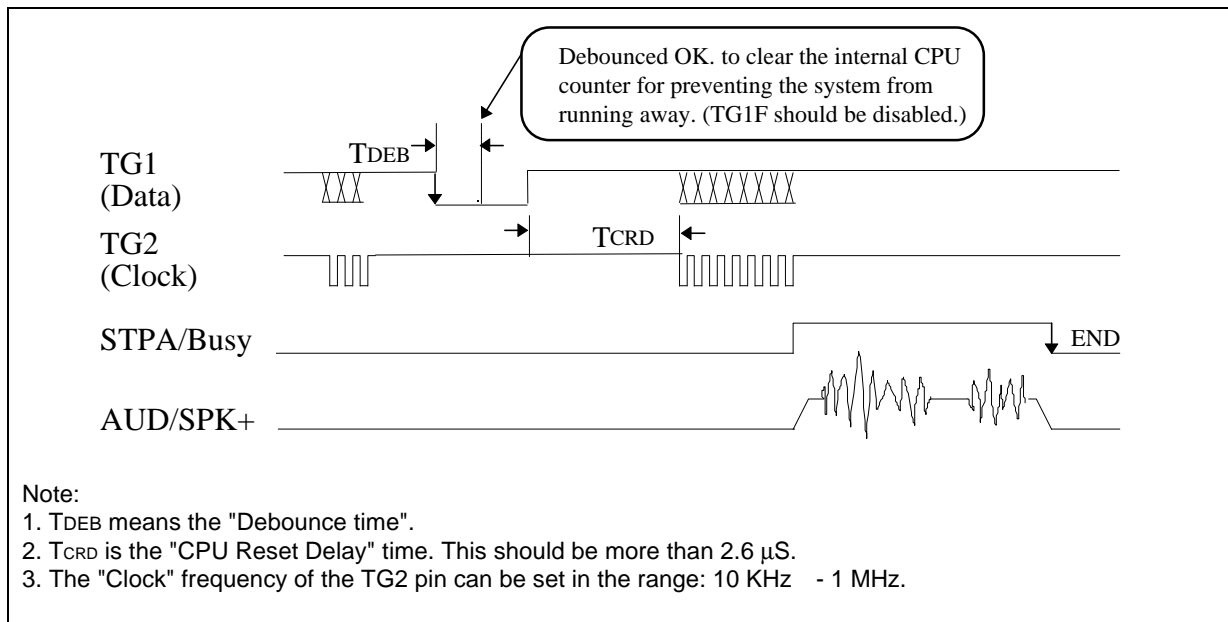 Debounced OK. to clear the internal CPU
counter for preventing the system from
running away. (TG1F should be disabled.)
TDEB
TG1
(Data)
TCRD
TG2
(Clock)
STPA/Busy
END
AUD/SPK+
Note:
1. TDEB means the "Debounce time".
2. TCRD is the "CPU Reset Delay" time. This should be more than 2.6 μS.
3. The "Clock" frequency of the TG2 pin can be set in the range: 10 KHz - 1 MHz.